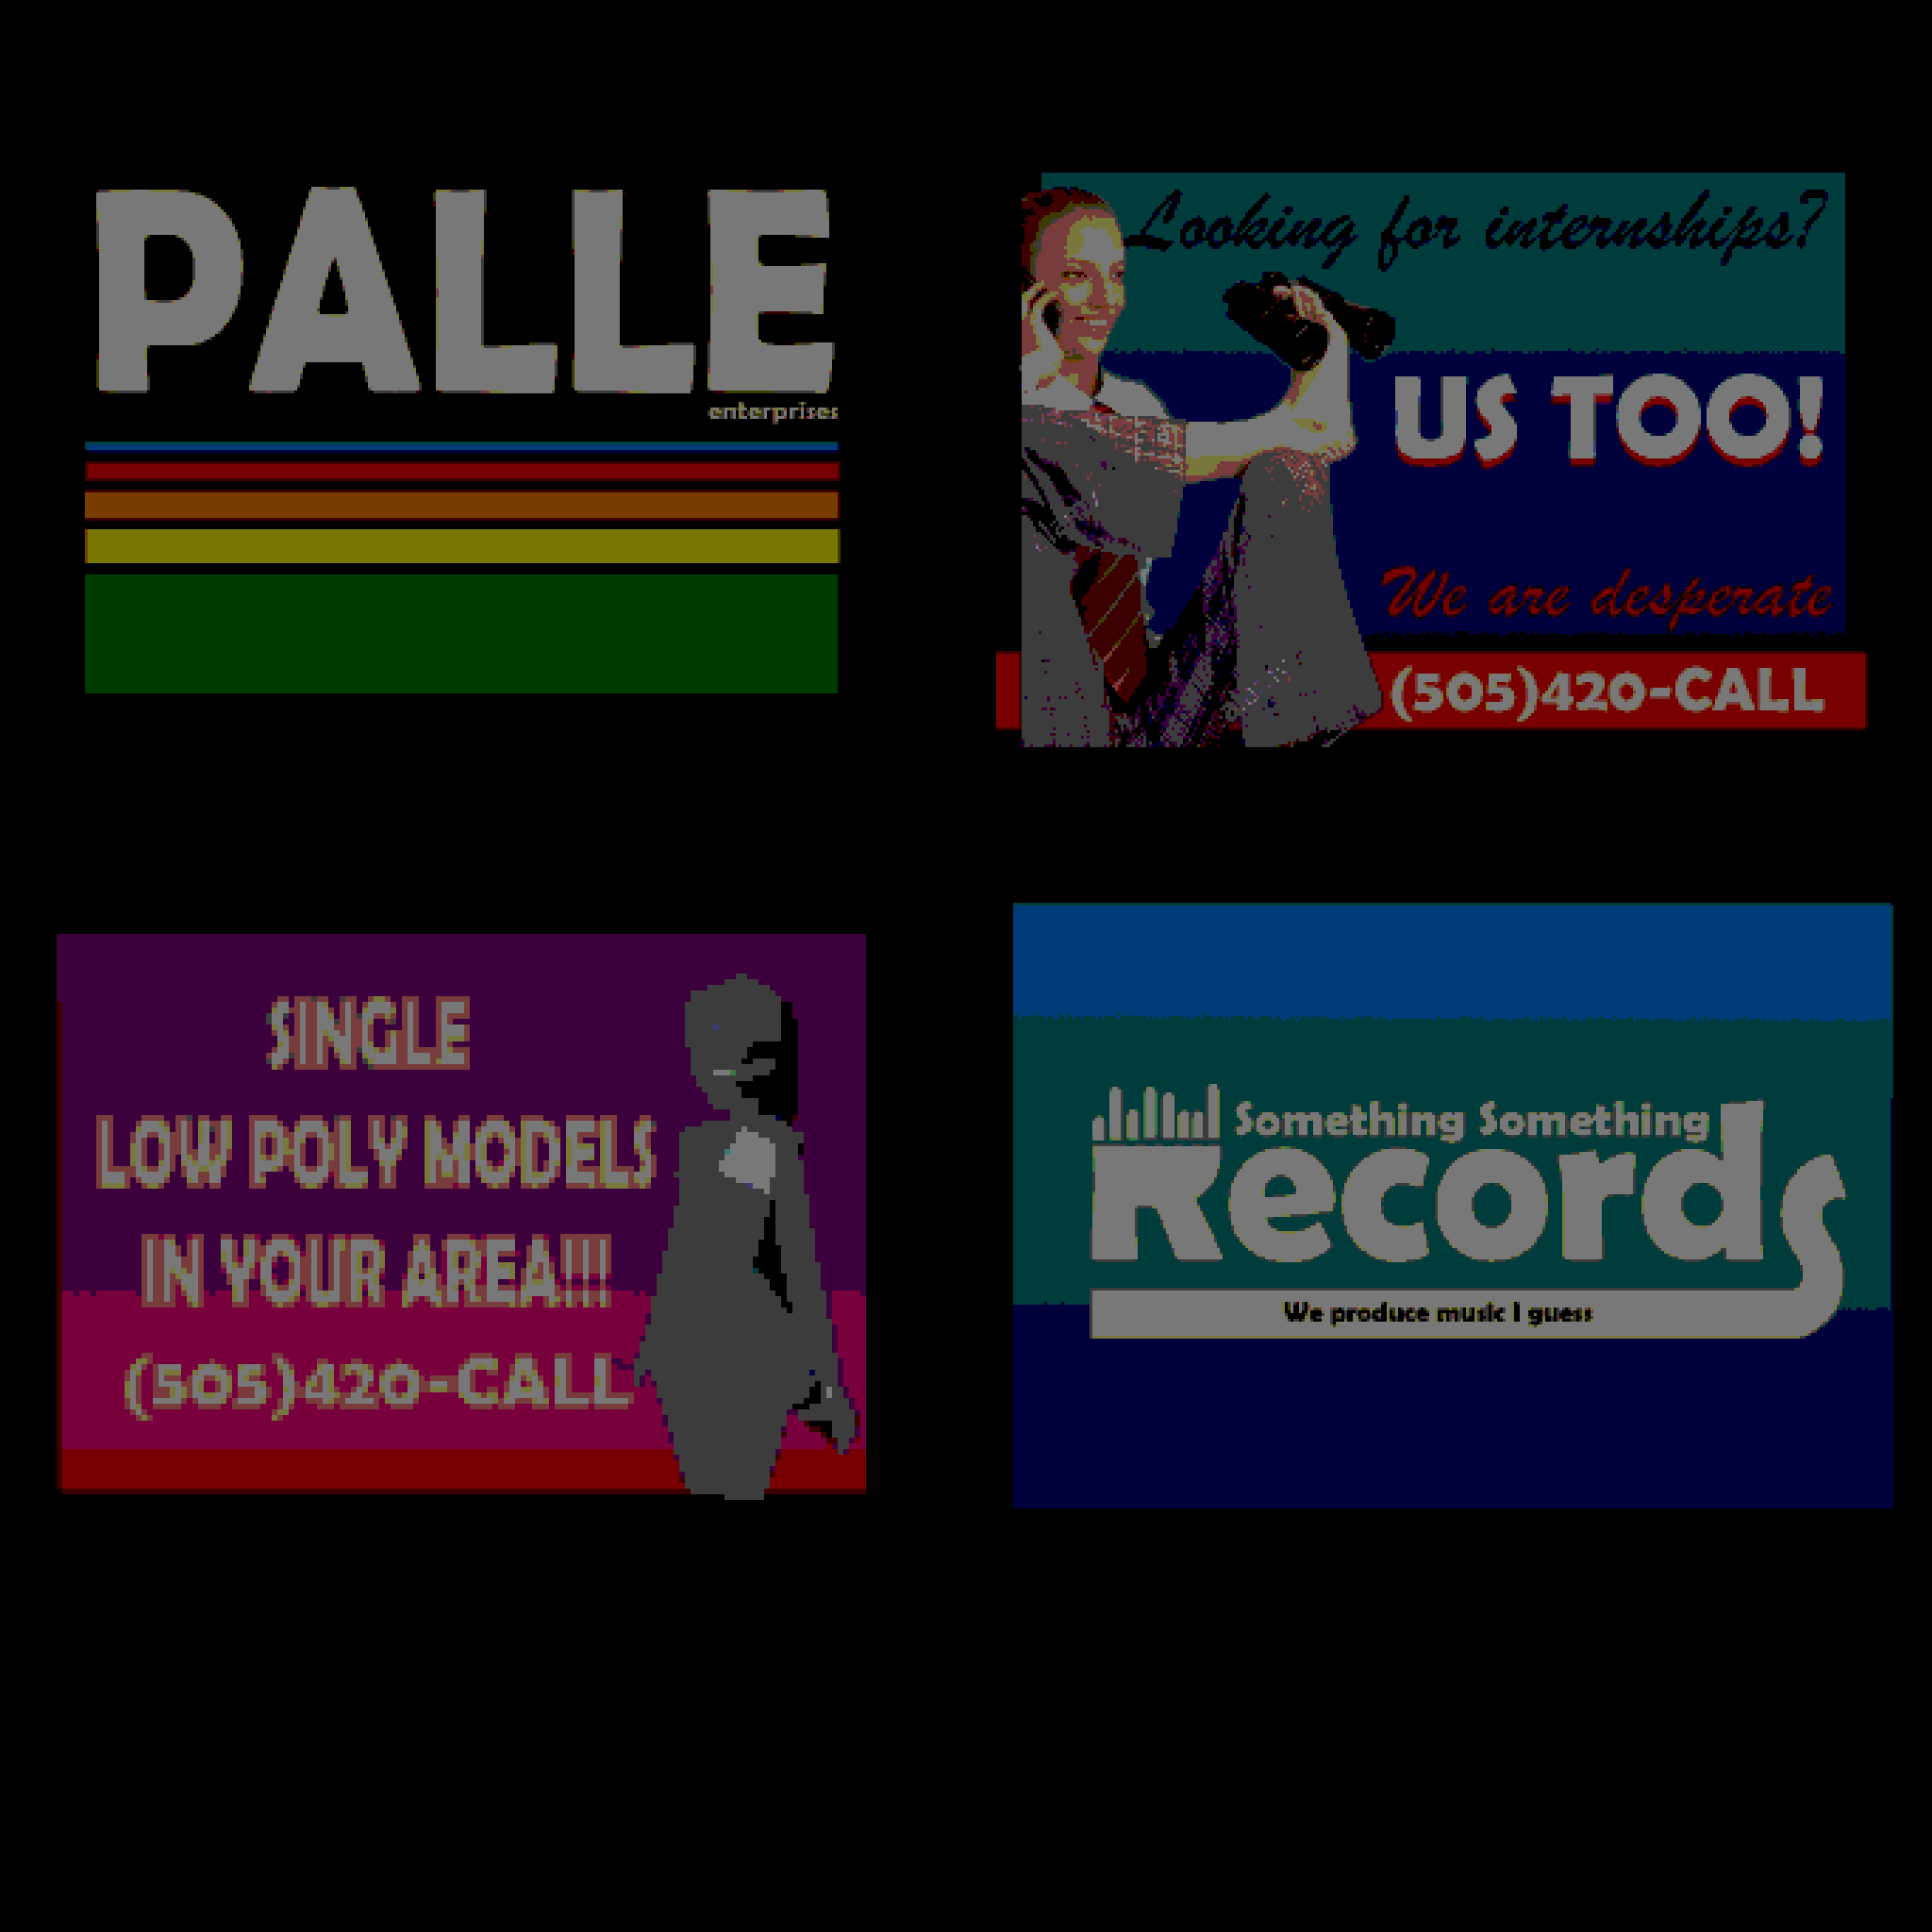 PALLE
enterprises
Looking for internships?
US TOO!
We are desperate
(505)420-CALL
SINGLE
LOW POLY MODELS
IN YOUR AREA!!!
(505)420-CALL
Something Something
Records
We produce music I guess